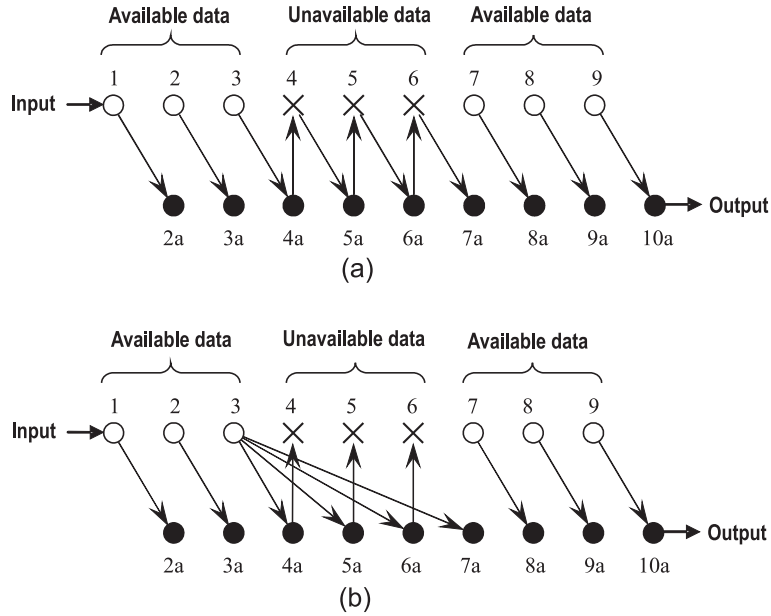 Available data Unavailable data Available data
1 2 3 4 5 6 7 8 9
Input
2a 3a 4a 5a 6a 7a 8a 9a 10a
Output
(a)
Available data Unavailable data Available data
1 2 3 4 5 6 7 8 9
Input
2a 3a 4a 5a 6a 7a 8a 9a 10a
Output
(b)